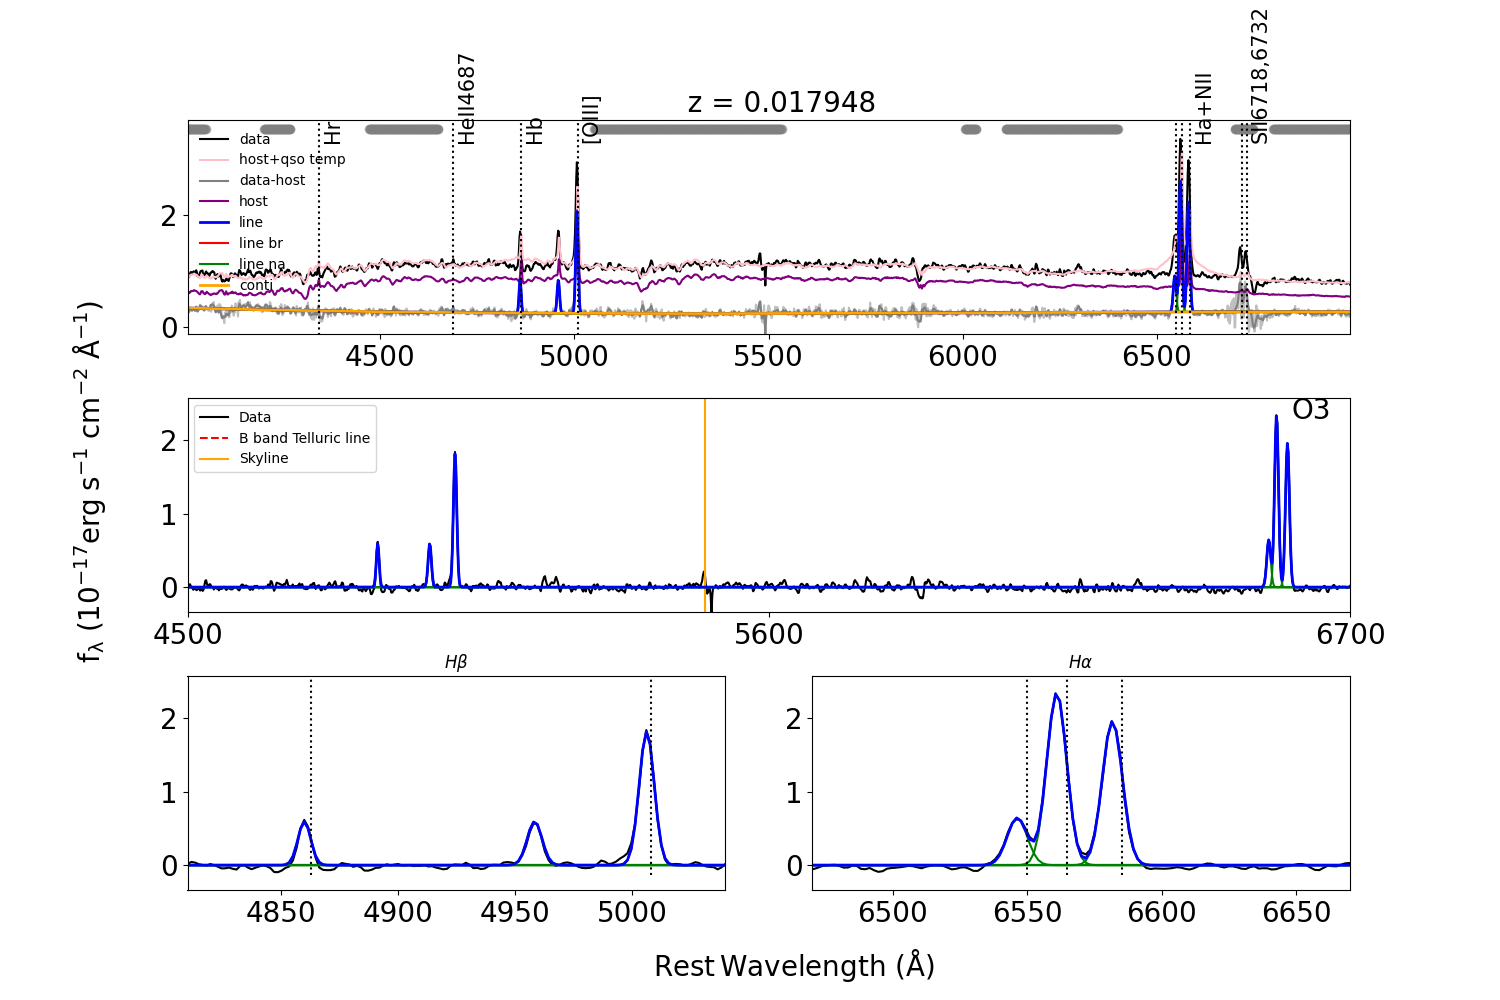 z = 0.017948
Hr
HeII4687
Hb
[OIII]
Ha+NII
SII6718,6732
data
host+qso temp
data-host
host
line
line br
line na
conti
2
0
4500 5000 5500 6000 6500
f_λ (10^{-17} erg s^{-1} cm^{-2} Å^{-1})
Data
B band Telluric line
Skyline
O3
2
1
0
4500 5600 6700
Hβ
2
1
0
4850 4900 4950 5000
Hα
2
1
0
6500 6550 6600 6650
Rest Wavelength (Å)